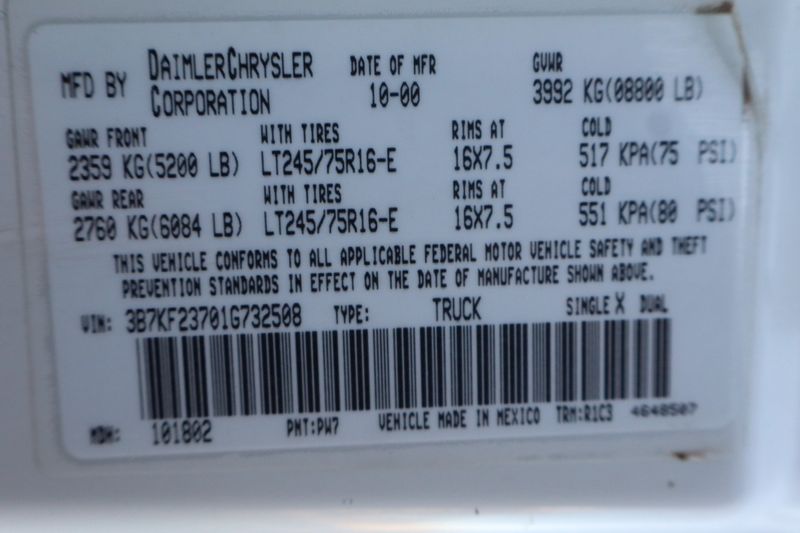 MFD BY DAIMLERCHRYSLER CORPORATION DATE OF MFR 10-00 GVWR 3992 KG(08800 LB)
GAWR FRONT WITH TIRES RIMS AT COLD
2359 KG(5200 LB) LT245/75R16-E 16X7.5 517 KPA(75 PSI)
GAWR REAR WITH TIRES RIMS AT COLD
2760 KG(6084 LB) LT245/75R16-E 16X7.5 551 KPA(80 PSI)
THIS VEHICLE CONFORMS TO ALL APPLICABLE FEDERAL MOTOR VEHICLE SAFETY AND THEFT
PREVENTION STANDARDS IN EFFECT ON THE DATE OF MANUFACTURE SHOWN ABOVE.
VIN: 3B7KF23701G732508 TYPE: TRUCK SINGLE X DUAL
MDH: 101802 PNT:PW7 VEHICLE MADE IN MEXICO TRM:R1C3 4648507